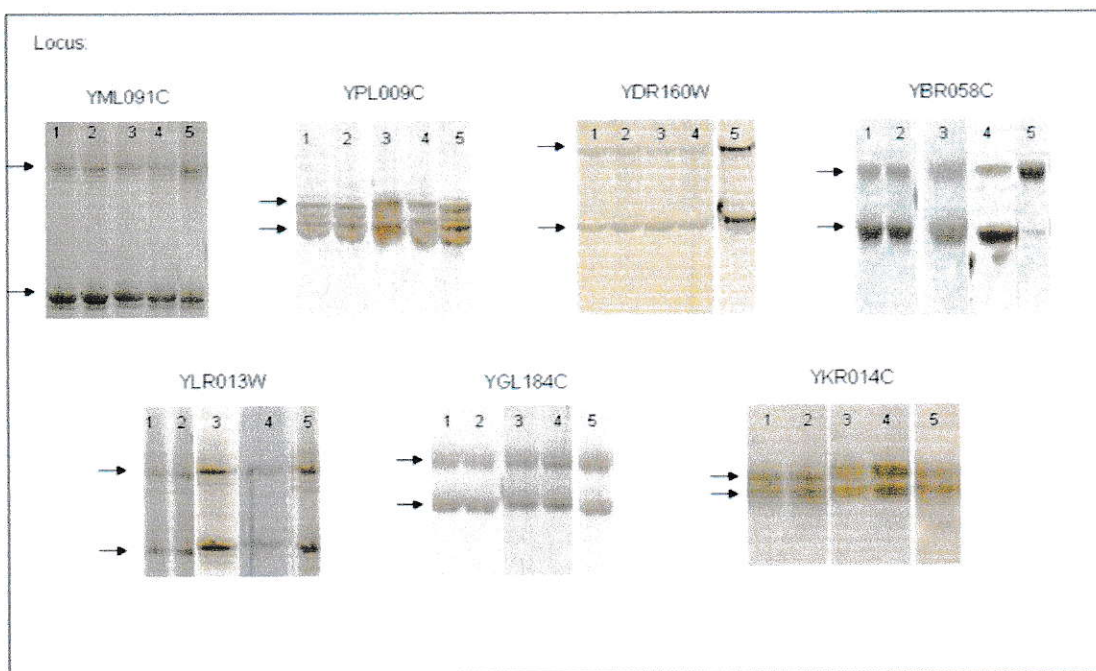 Locus:
YML091C YPL009C YDR160W YBR058C
1 2 3 4 5 1 2 3 4 5 1 2 3 4 5 1 2 3 4 5
YLR013W YGL184C YKR014C
1 2 3 4 5 1 2 3 4 5 1 2 3 4 5